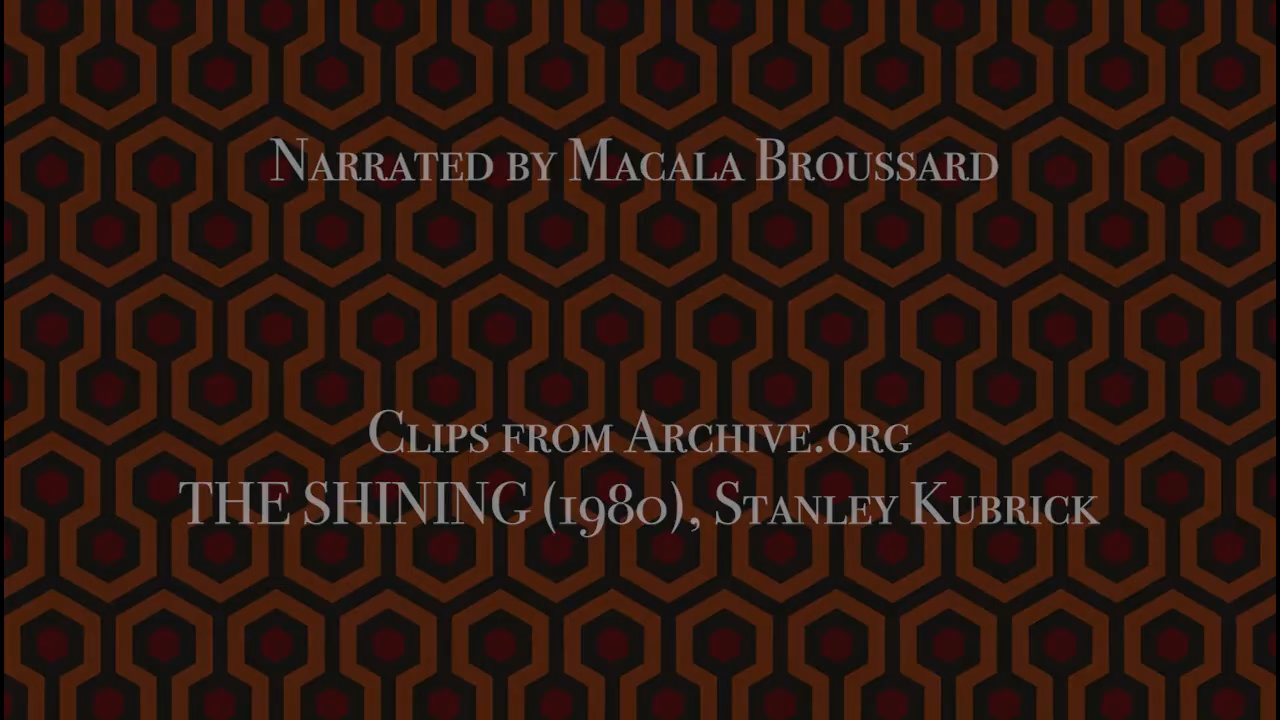 Narrated by Macala Broussard
Clips from Archive.org
THE SHINING (1980), Stanley Kubrick